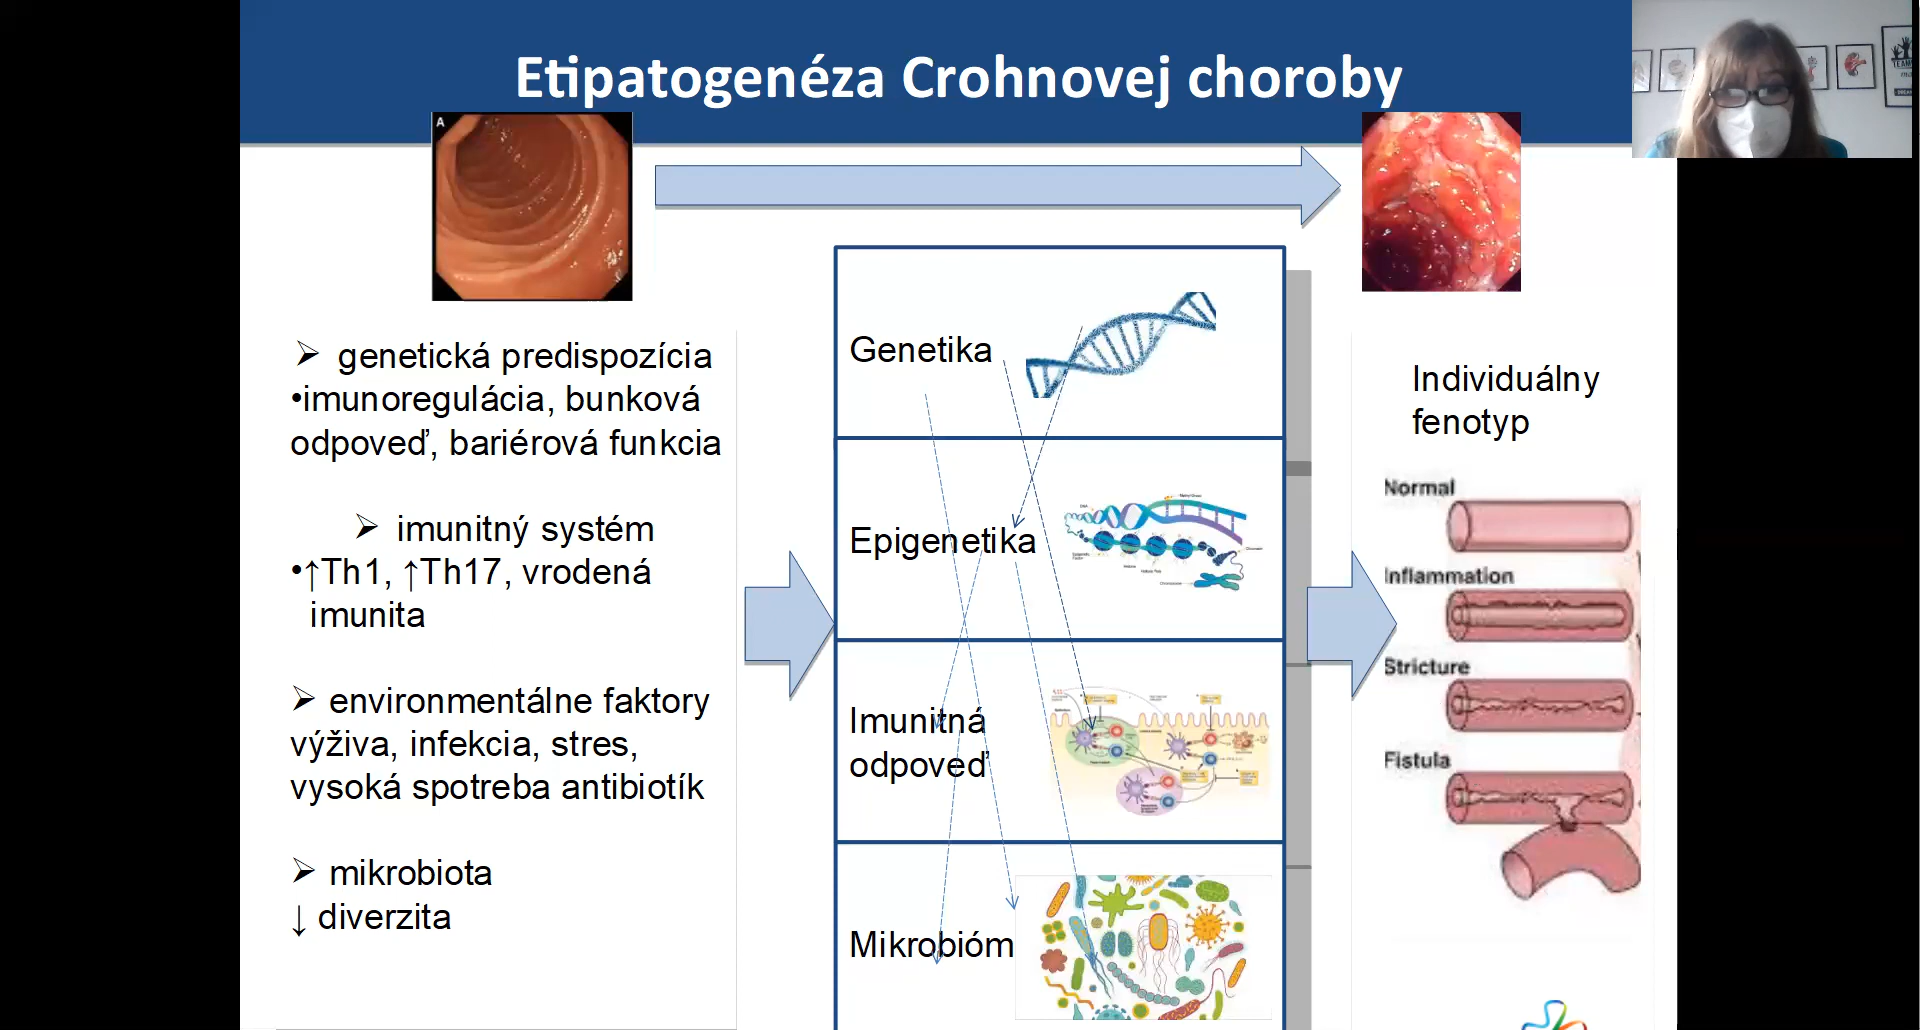 Etipatogenéza Crohnovej choroby
A
➢ genetická predispozícia
•imunoregulácia, bunková
odpoveď, bariérová funkcia
➢ imunitný systém
•↑Th1, ↑Th17, vrodená
imunita
➢ environmentálne faktory
výživa, infekcia, stres,
vysoká spotreba antibiotík
➢ mikrobiota
↓ diverzita
Genetika
Epigenetika
Imunitná
odpoveď
Mikrobióm
Individuálny
fenotyp
Normal
Inflammation
Stricture
Fistula